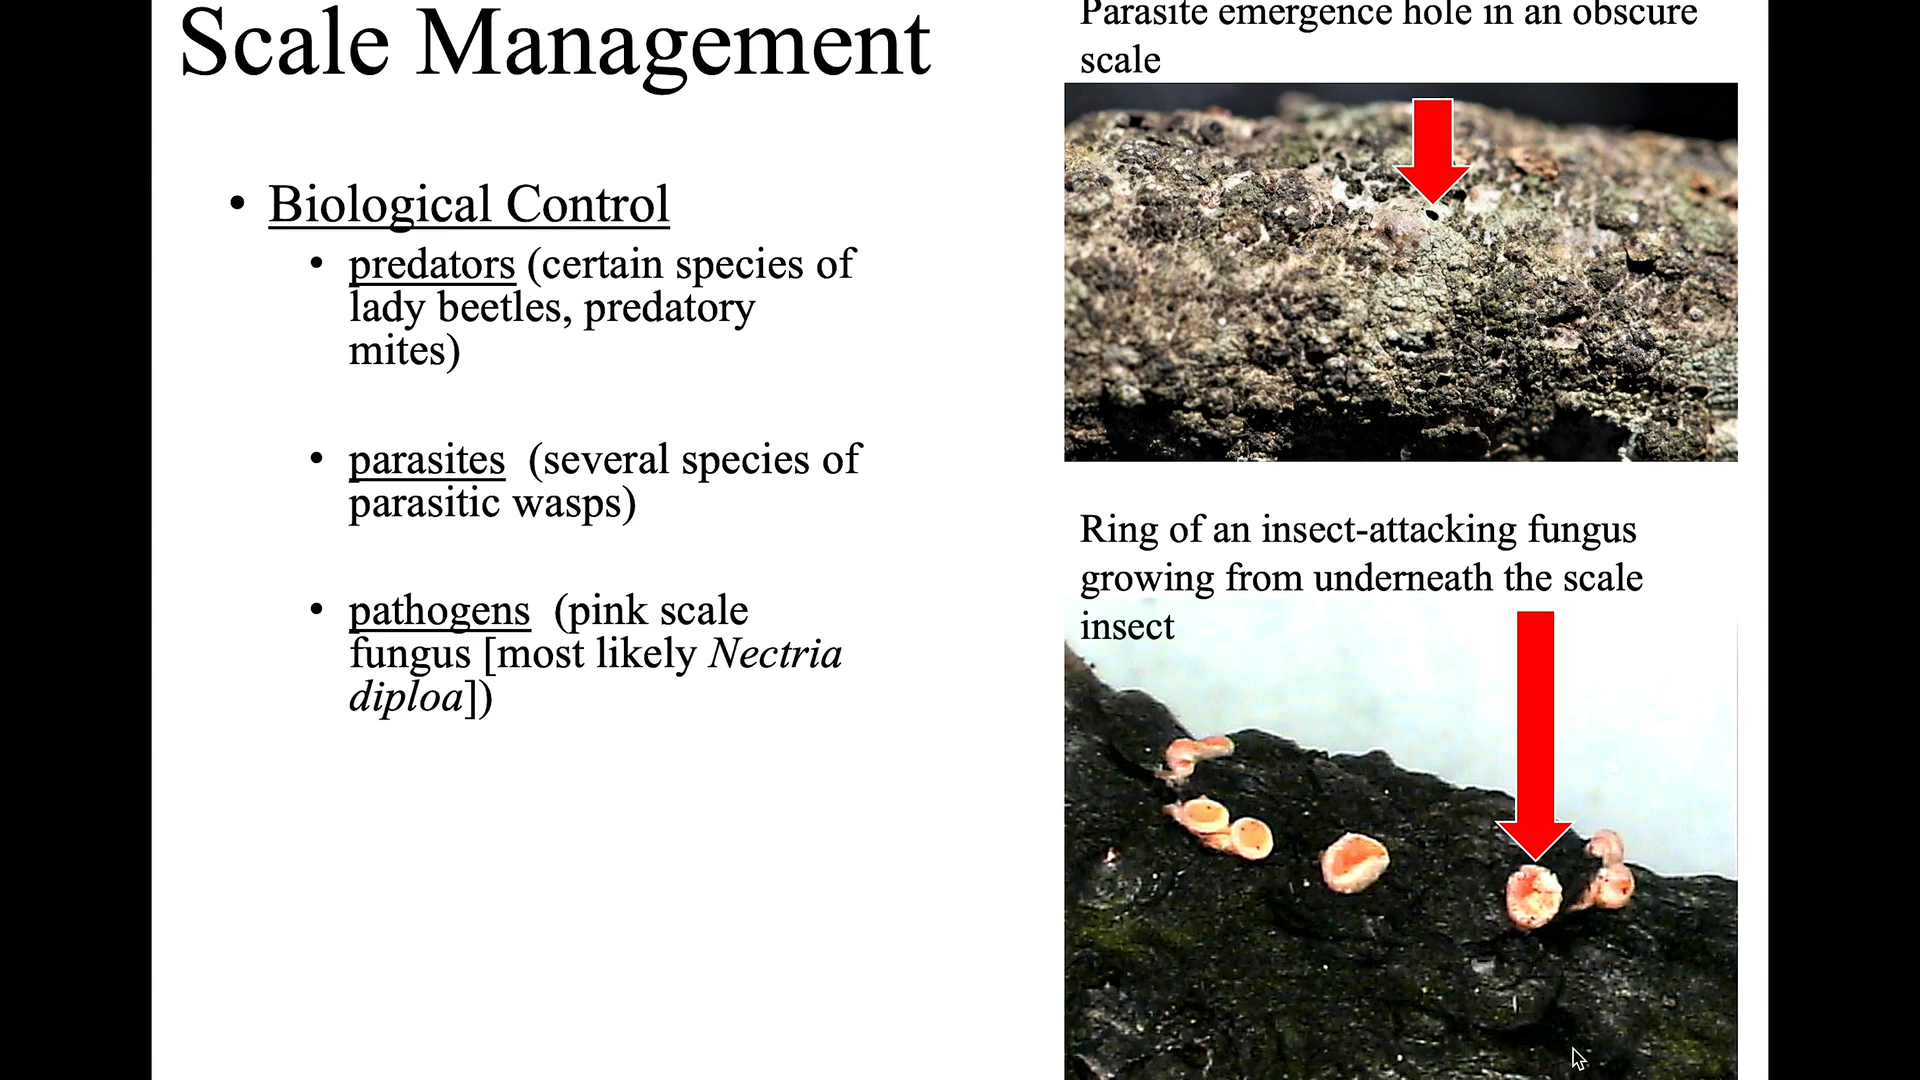 Scale Management
• Biological Control
• predators (certain species of
lady beetles, predatory
mites)
• parasites (several species of
parasitic wasps)
• pathogens (pink scale
fungus [most likely Nectria
diploa])
Parasite emergence hole in an obscure
scale
Ring of an insect-attacking fungus
growing from underneath the scale
insect